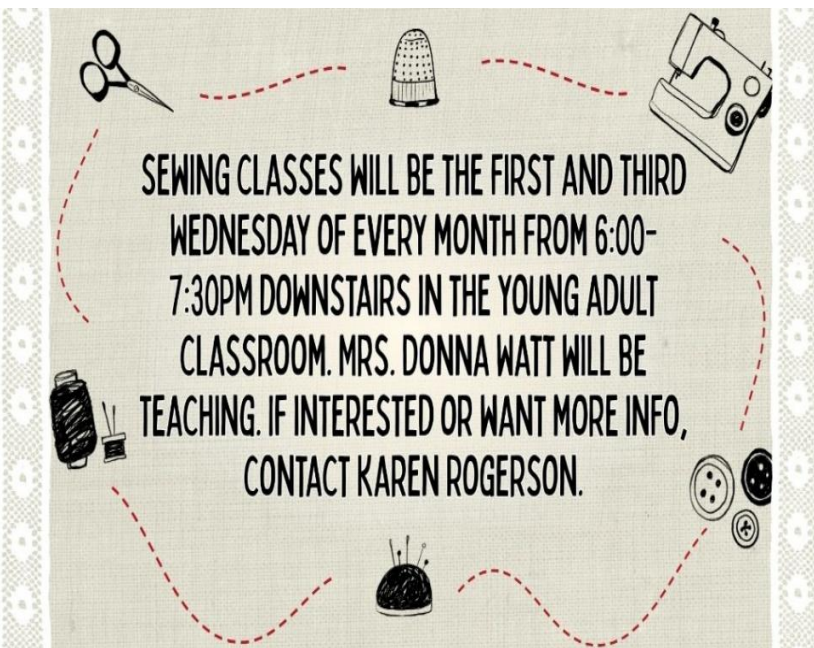 SEWING CLASSES WILL BE THE FIRST AND THIRD
WEDNESDAY OF EVERY MONTH FROM 6:00-
7:30PM DOWNSTAIRS IN THE YOUNG ADULT
CLASSROOM. MRS. DONNA WATT WILL BE
TEACHING. IF INTERESTED OR WANT MORE INFO,
CONTACT KAREN ROGERSON.